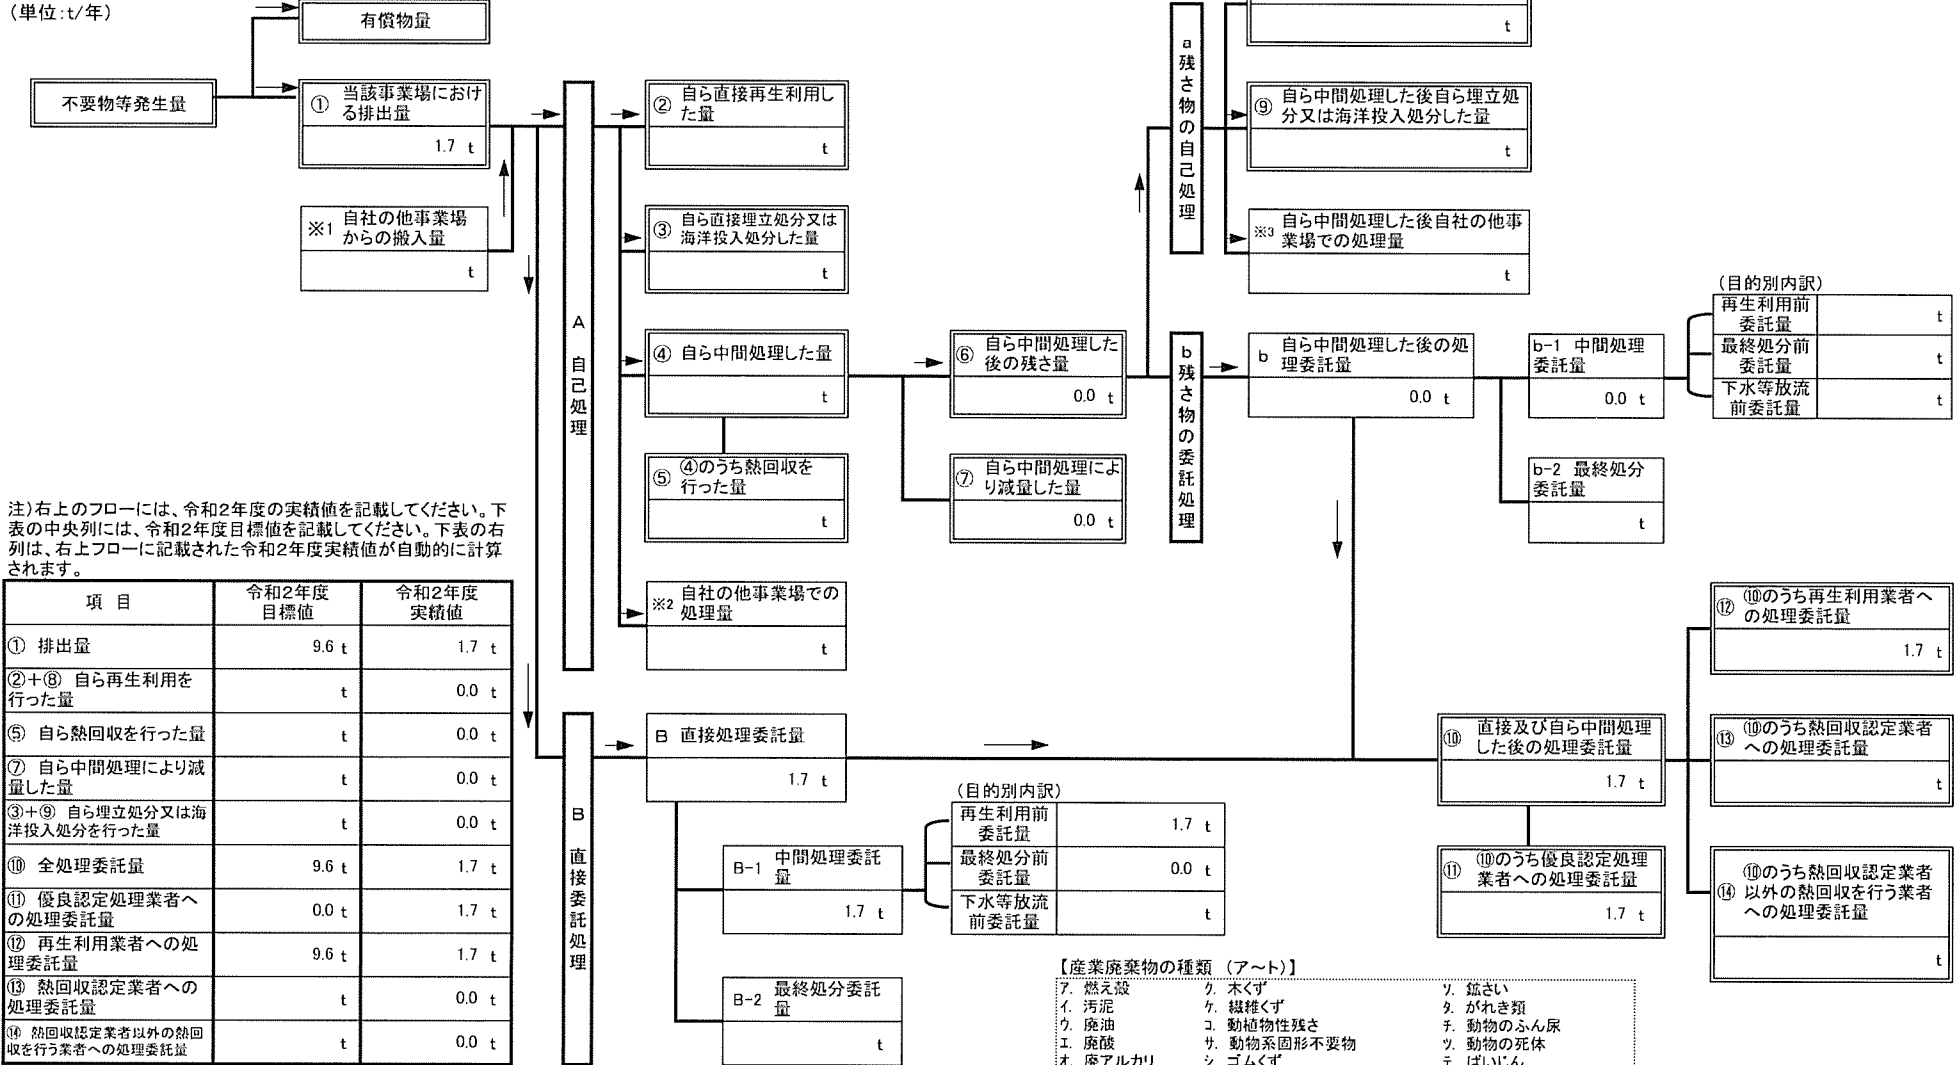 (単位:t/年)
有償物量
t
不要物等発生量
① 当該事業場におけ
る排出量
1.7 t
※1 自社の他事業場
からの搬入量
t
A 自己処理
② 自ら直接再生利用し
た量
t
③ 自ら直接埋立処分又は
海洋投入処分した量
t
④ 自ら中間処理した量
t
⑤ ④のうち熱回収を
行った量
t
※2 自社の他事業場での
処理量
t
⑥ 自ら中間処理した
後の残さ量
0.0 t
⑦ 自ら中間処理によ
り減量した量
0.0 t
a 残さ物の自己処理
⑨ 自ら中間処理した後自ら埋立処
分又は海洋投入処分した量
t
※3 自ら中間処理した後自社の他事
業場での処理量
t
b 残さ物の委託処理
b 自ら中間処理した後の処
理委託量
0.0 t
b-1 中間処理
委託量
0.0 t
b-2 最終処分
委託量
t
(目的別内訳)
再生利用前
委託量
t
最終処分前
委託量
t
下水等放流
前委託量
t
注)右上のフローには、令和2年度の実績値を記載してください。下
表の中央列には、令和2年度目標値を記載してください。下表の右
列は、右上フローに記載された令和2年度実績値が自動的に計算
されます。
項 目 令和2年度 令和2年度
目標値 実績値
① 排出量 9.6 t 1.7 t
②+⑧ 自ら再生利用を
行った量 t 0.0 t
⑤ 自ら熱回収を行った量 t 0.0 t
⑦ 自ら中間処理により減
量した量 t 0.0 t
③+⑨ 自ら埋立処分又は海
洋投入処分を行った量 t 0.0 t
⑩ 全処理委託量 9.6 t 1.7 t
⑪ 優良認定処理業者へ
の処理委託量 0.0 t 1.7 t
⑫ 再生利用業者への処
理委託量 9.6 t 1.7 t
⑬ 熱回収認定業者への
処理委託量 t 0.0 t
⑭ 熱回収認定業者以外の熱回
収を行う業者への処理委託量 t 0.0 t
B 直接委託処理
B 直接処理委託量
1.7 t
B-1 中間処理委託
量
1.7 t
B-2 最終処分委託
量
t
(目的別内訳)
再生利用前
委託量
1.7 t
最終処分前
委託量
0.0 t
下水等放流
前委託量
t
⑩ 直接及び自ら中間処理
した後の処理委託量
1.7 t
⑪ ⑩のうち優良認定処理
業者への処理委託量
1.7 t
⑫ ⑩のうち再生利用業者へ
の処理委託量
1.7 t
⑬ ⑩のうち熱回収認定業者
への処理委託量
t
⑭ ⑩のうち熱回収認定業者
以外の熱回収を行う業者
への処理委託量
t
【産業廃棄物の種類 (ア~ト)】
ア. 燃え殻 ク. 木くず ソ. 鉱さい
イ. 汚泥 ケ. 繊維くず タ. がれき類
ウ. 廃油 コ. 動植物性残さ チ. 動物のふん尿
エ. 廃酸 サ. 動物系固形不要物 ツ. 動物の死体
オ. 廃アルカリ シ. ゴムくず テ. ばいじん